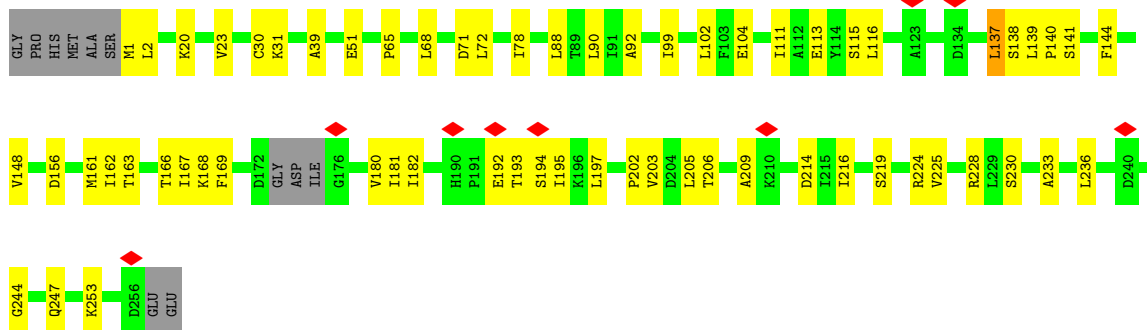 GLY PRO HIS MET ALA SER M1 L2 K20 V23 C30 K31 A39 E51 P65 L68 D71 L72 I78 L88 T89 L90 I91 A92 I99 L102 F103 E104 I111 A112 E113 Y114 S115 L116 A123 D134 L137 S138 L139 P140 S141 F144
V148 D156 M161 I162 T163 T166 I167 K168 F169 D172 GLY ASP ILE G176 V180 I181 I182 H190 P191 E192 T193 S194 I195 K196 L197 P202 V203 D204 L205 T206 A209 K210 D214 I215 I216 S219 R224 V225 R228 L229 S230 A233 L236 D240
G244 Q247 K253 D256 GLU GLU